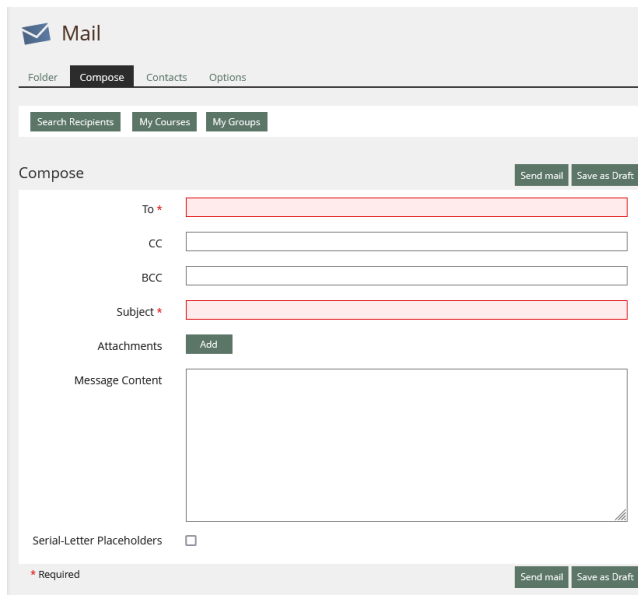 Mail
Folder Compose Contacts Options
Search Recipients My Courses My Groups
Compose Send mail Save as Draft
To *
CC
BCC
Subject *
Attachments Add
Message Content
Serial-Letter Placeholders
* Required Send mail Save as Draft